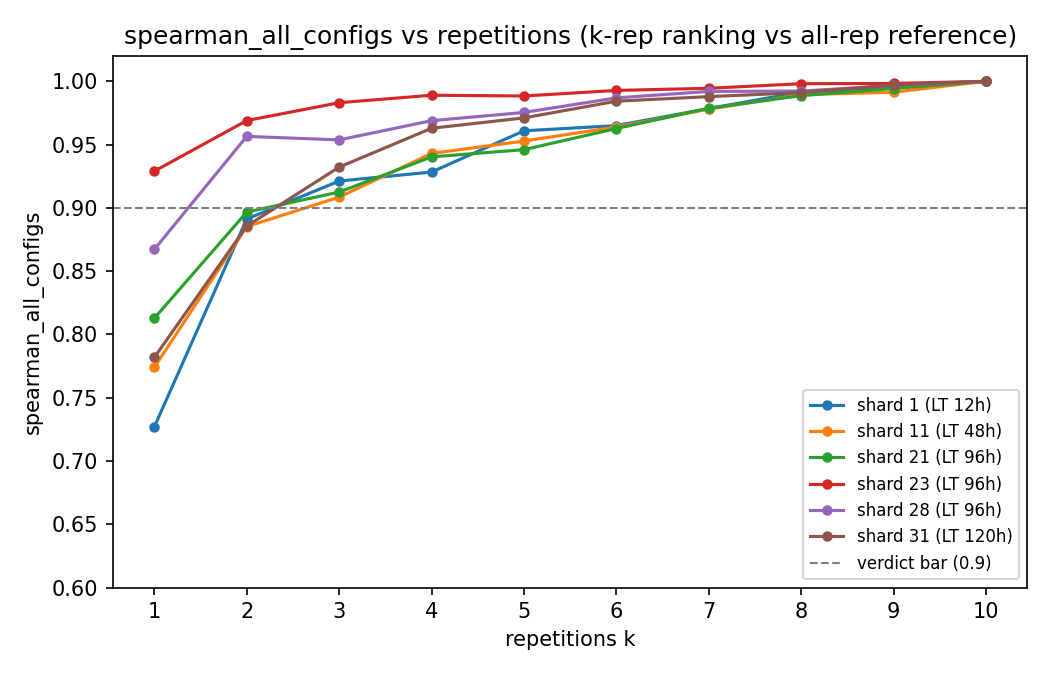 spearman_all_configs vs repetitions (k-rep ranking vs all-rep reference)
spearman_all_configs
1.00
0.95
0.90
0.85
0.80
0.75
0.70
0.65
0.60
shard 1 (LT 12h)
shard 11 (LT 48h)
shard 21 (LT 96h)
shard 23 (LT 96h)
shard 28 (LT 96h)
shard 31 (LT 120h)
verdict bar (0.9)
1 2 3 4 5 6 7 8 9 10
repetitions k